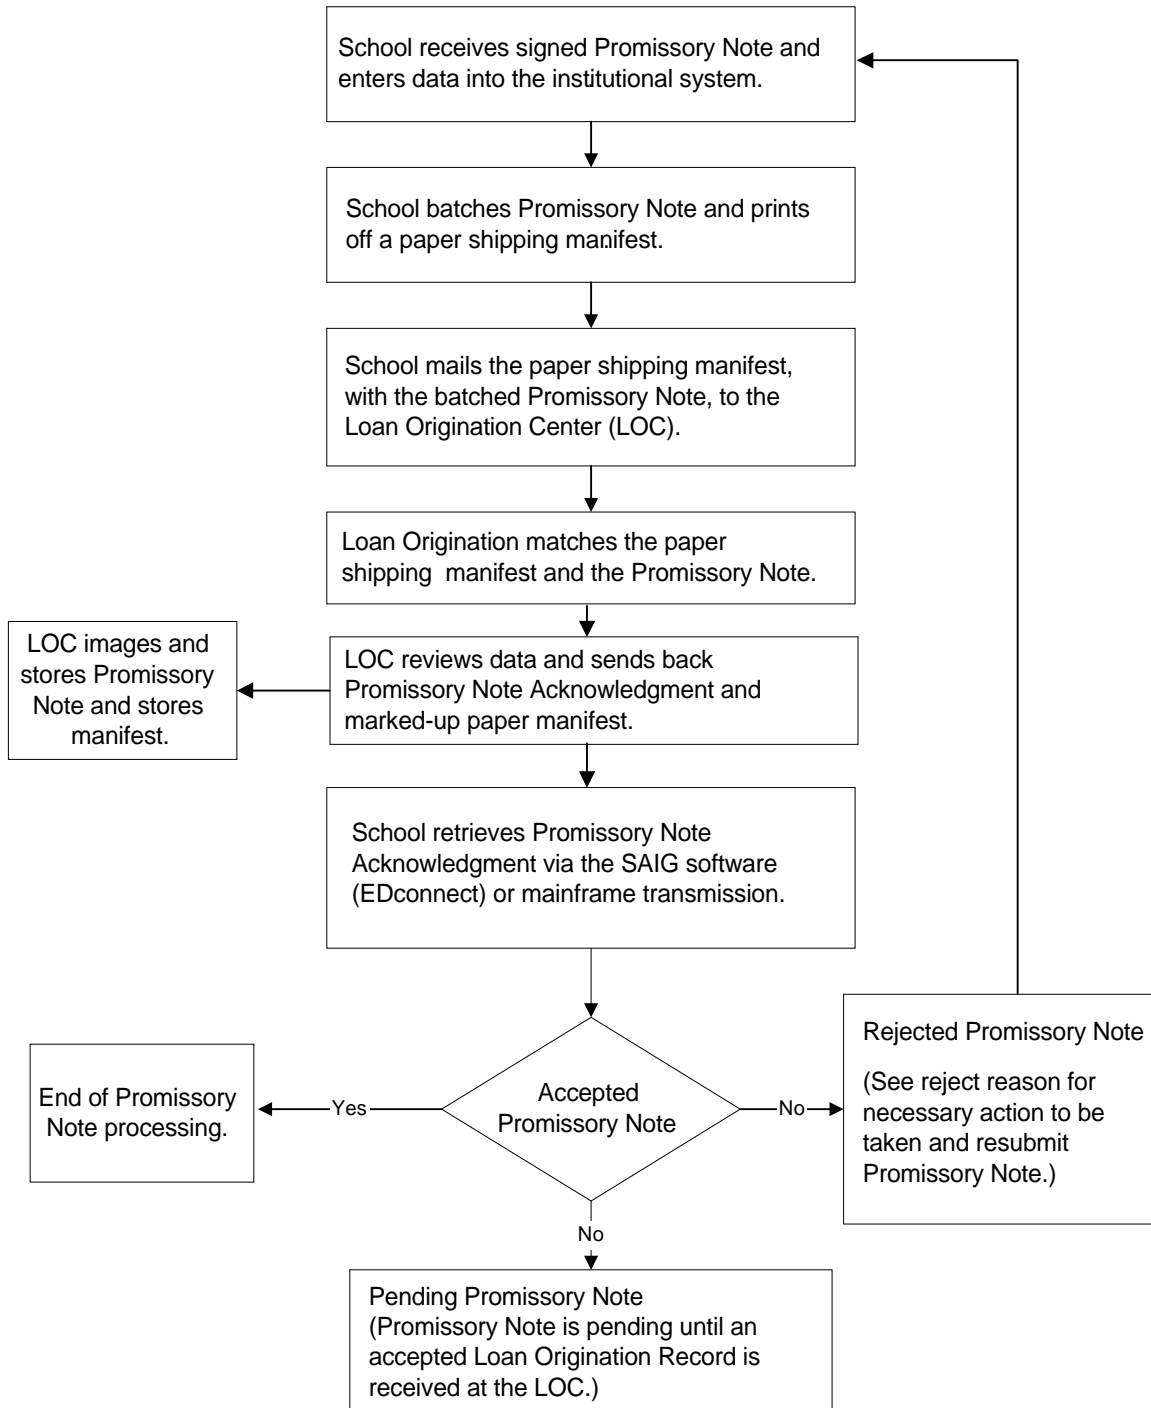 School receives signed Promissory Note and
enters data into the institutional system.
School batches Promissory Note and prints
off a paper shipping manifest.
School mails the paper shipping manifest,
with the batched Promissory Note, to the
Loan Origination Center (LOC).
Loan Origination matches the paper
shipping manifest and the Promissory Note.
LOC images and
stores Promissory
Note and stores
manifest.
LOC reviews data and sends back
Promissory Note Acknowledgment and
marked-up paper manifest.
School retrieves Promissory Note
Acknowledgment via the SAIG software
(EDconnect) or mainframe transmission.
End of Promissory
Note processing.
Yes
Accepted
Promissory Note
No
Rejected Promissory Note
(See reject reason for
necessary action to be
taken and resubmit
Promissory Note.)
No
Pending Promissory Note
(Promissory Note is pending until an
accepted Loan Origination Record is
received at the LOC.)